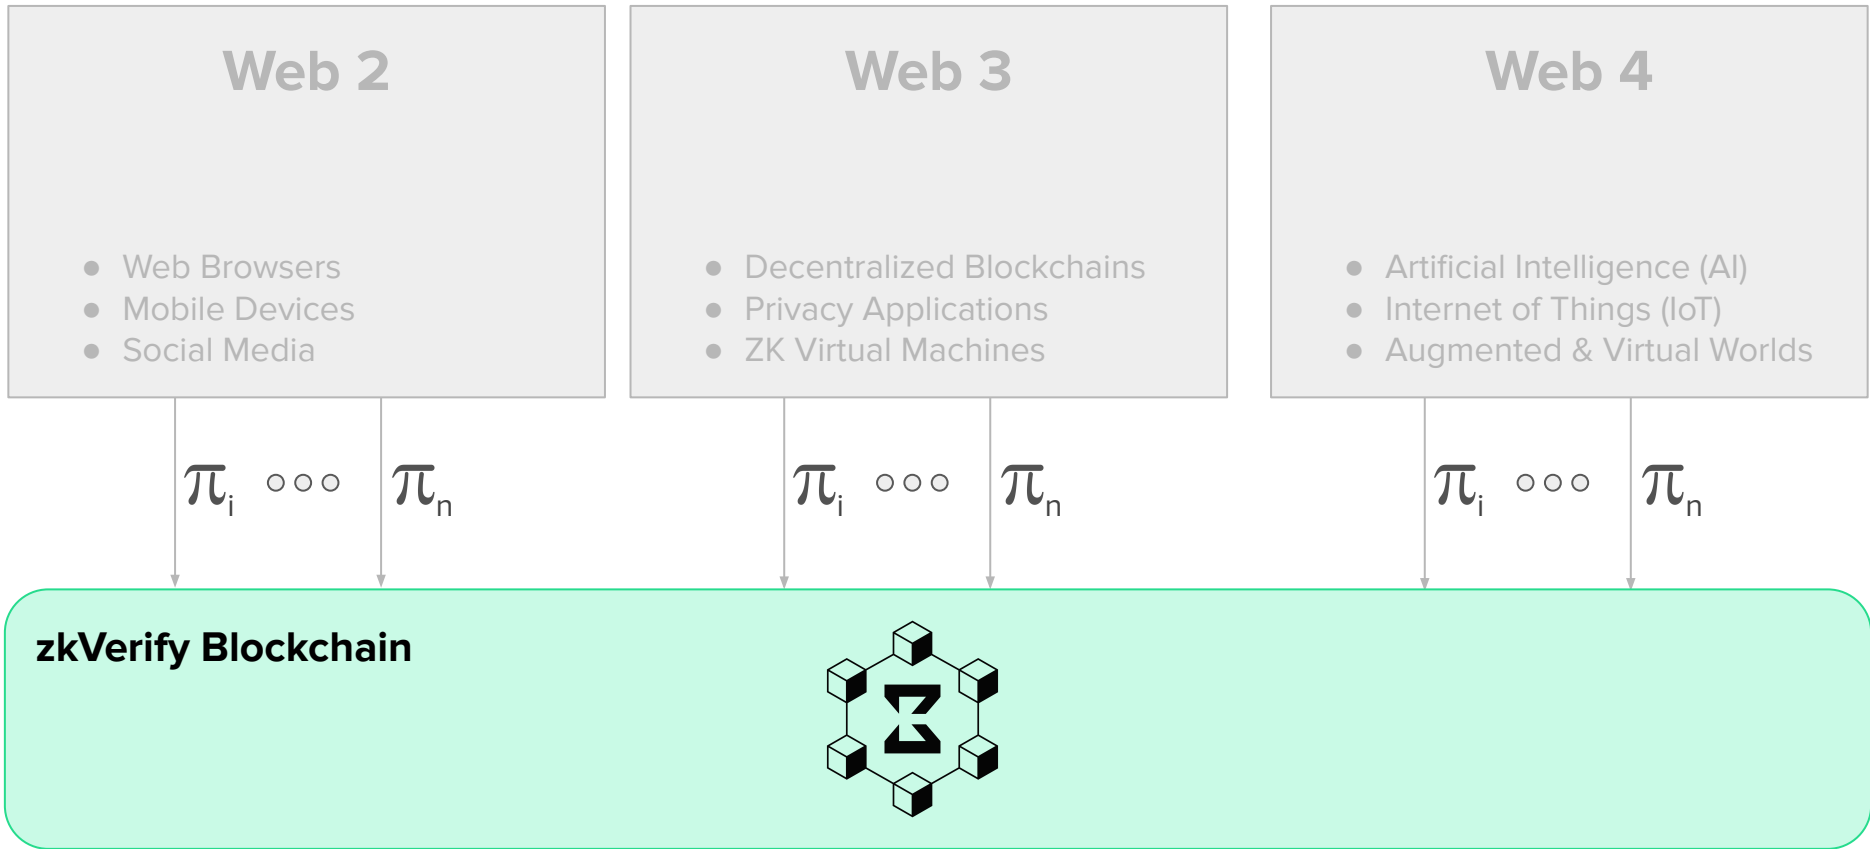 Web 2
● Web Browsers
● Mobile Devices
● Social Media
Web 3
● Decentralized Blockchains
● Privacy Applications
● ZK Virtual Machines
Web 4
● Artificial Intelligence (AI)
● Internet of Things (IoT)
● Augmented & Virtual Worlds
πi ○○○ πn
πi ○○○ πn
πi ○○○ πn
zkVerify Blockchain